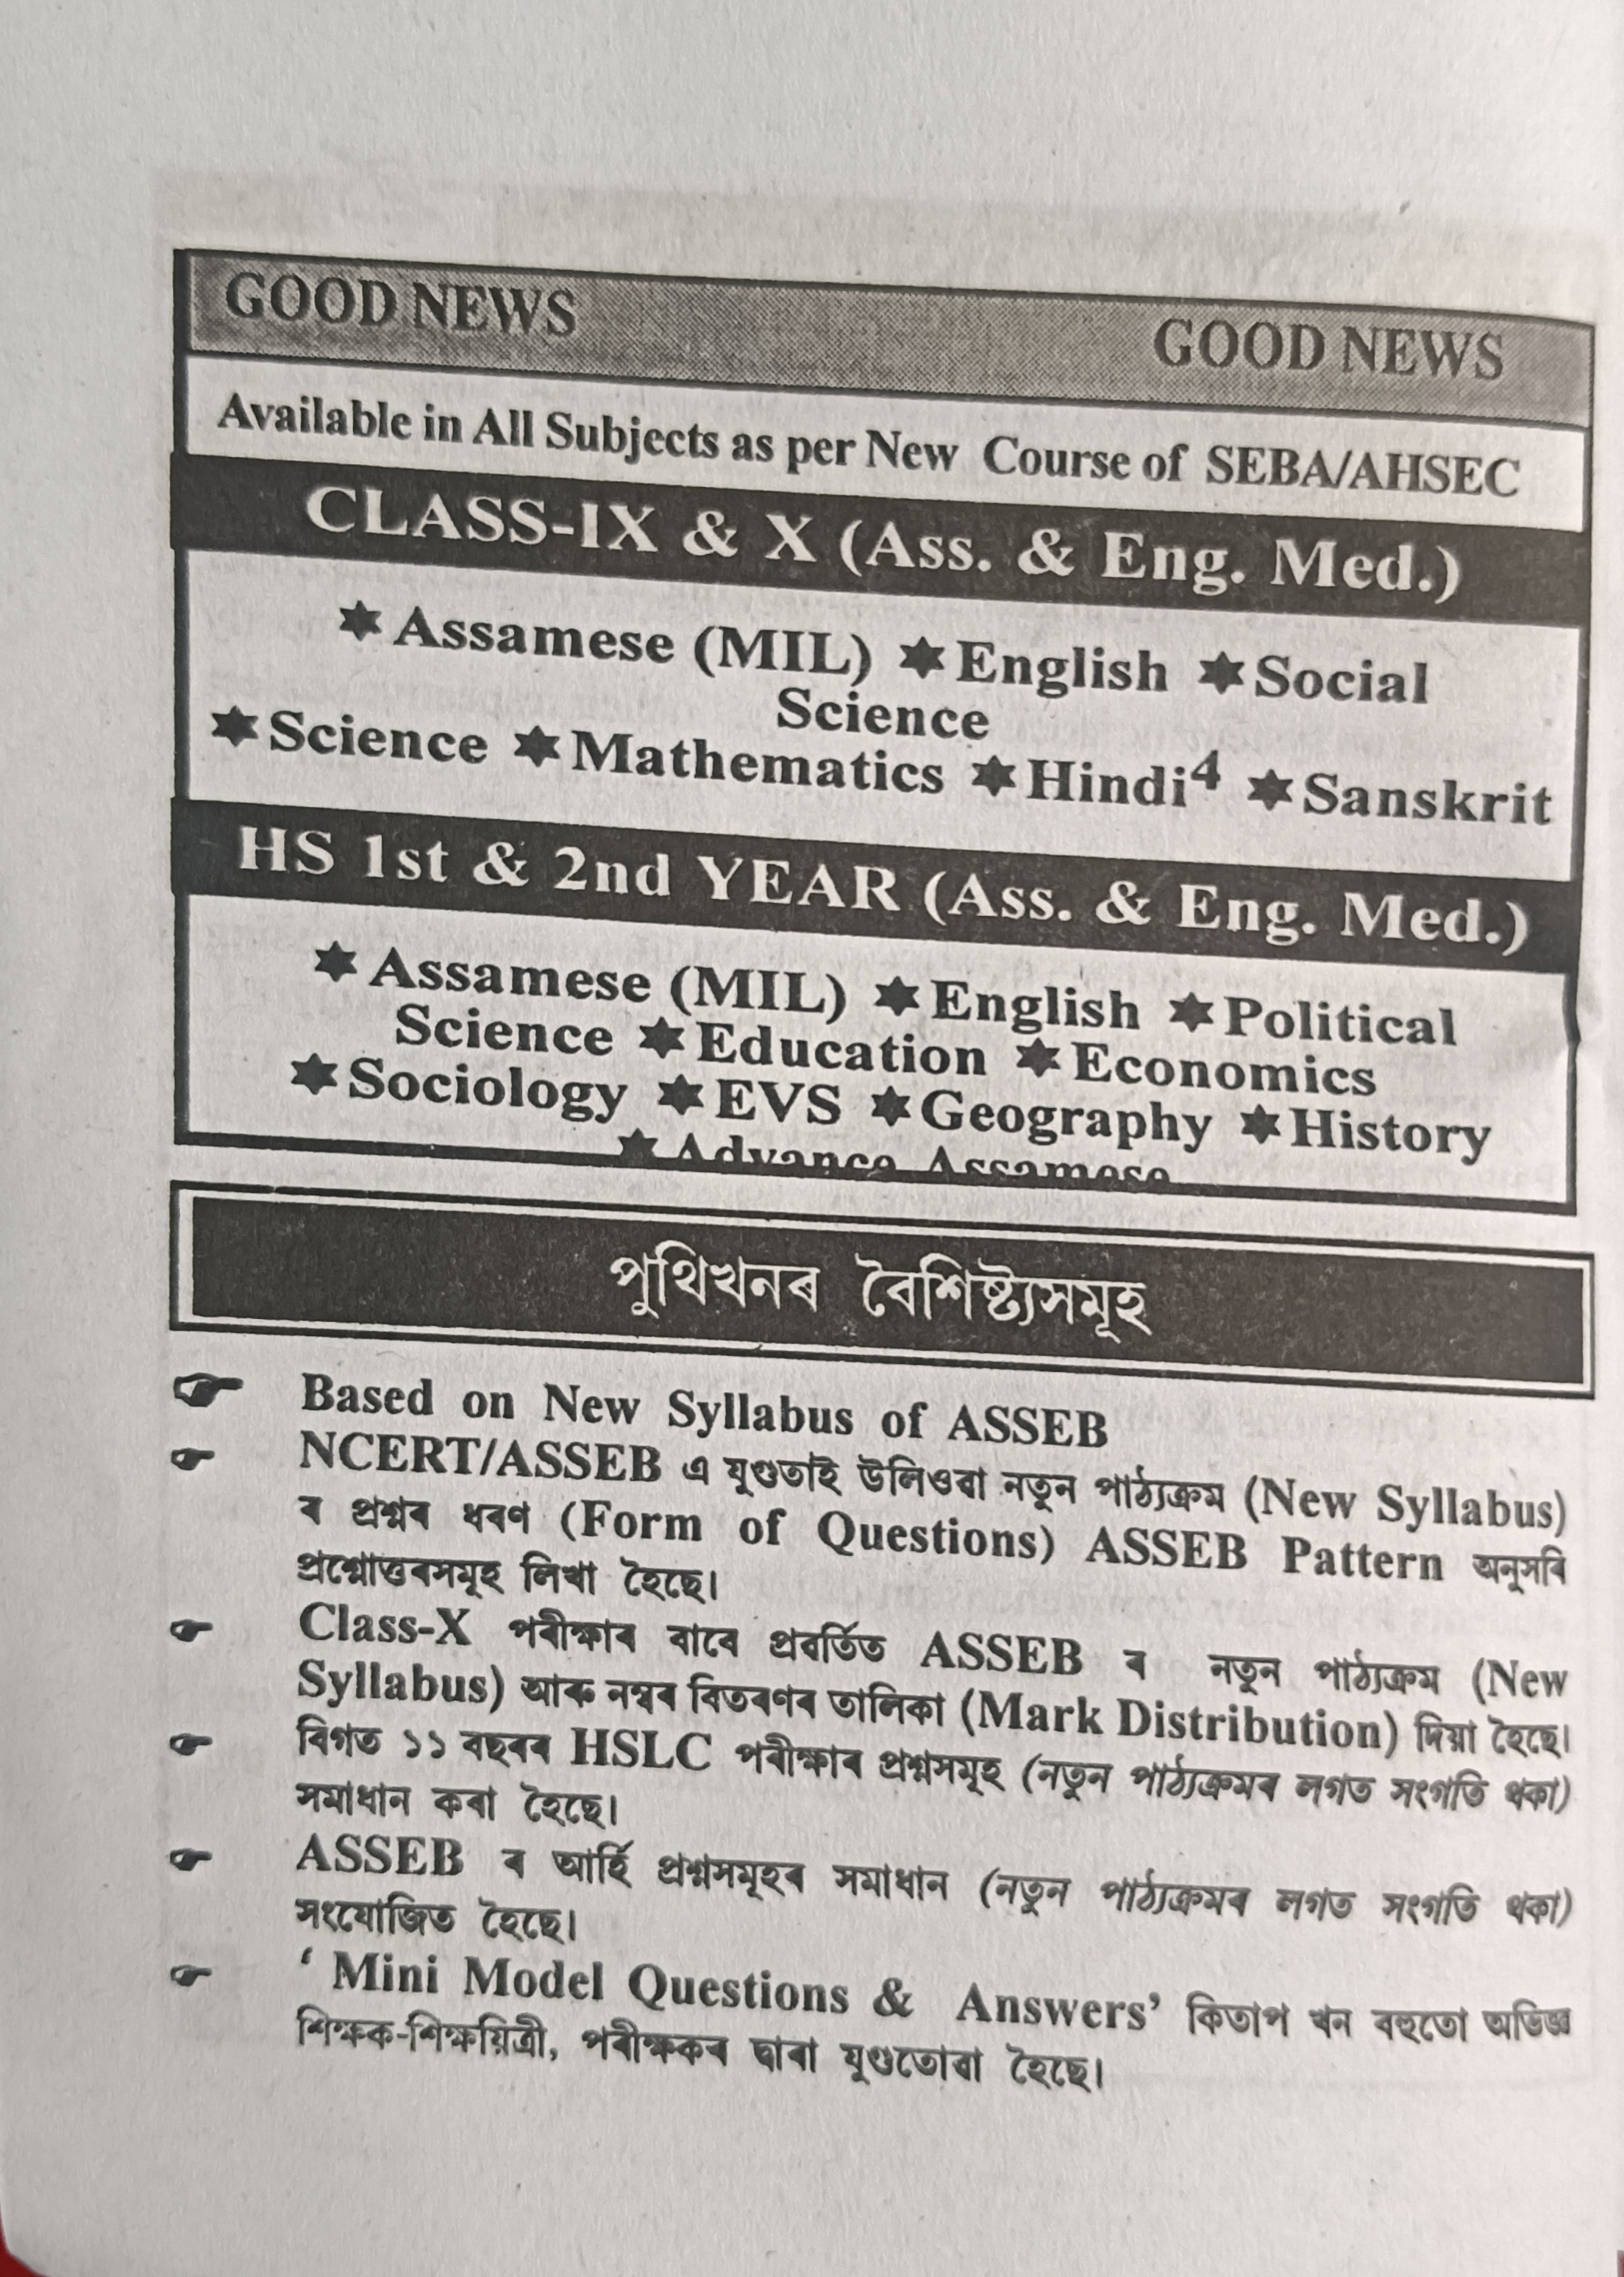 GOOD NEWS GOOD NEWS
Available in All Subjects as per New Course of SEBA/AHSEC
CLASS-IX & X (Ass. & Eng. Med.)
✶ Assamese (MIL) ✶ English ✶ Social
Science
✶ Science ✶ Mathematics ✶ Hindi⁴ ✶ Sanskrit
HS 1st & 2nd YEAR (Ass. & Eng. Med.)
✶ Assamese (MIL) ✶ English ✶ Political
Science ✶ Education ✶ Economics
✶ Sociology ✶ EVS ✶ Geography ✶ History
✶ Advance Assamese
পুথিখনৰ বৈশিষ্ট্যসমূহ
☛ Based on New Syllabus of ASSEB
☛ NCERT/ASSEB এ যুগুতাই উলিওৱা নতুন পাঠ্যক্ৰম (New Syllabus)
ৰ প্ৰশ্নৰ ধৰণ (Form of Questions) ASSEB Pattern অনুসৰি
প্ৰশ্নোত্তৰসমূহ লিখা হৈছে।
☛ Class-X পৰীক্ষাৰ বাবে প্ৰবৰ্তিত ASSEB ৰ নতুন পাঠ্যক্ৰম (New
Syllabus) আৰু নম্বৰ বিতৰণৰ তালিকা (Mark Distribution) দিয়া হৈছে।
☛ বিগত ১১ বছৰৰ HSLC পৰীক্ষাৰ প্ৰশ্নসমূহ (নতুন পাঠ্যক্ৰমৰ লগত সংগতি থকা)
সমাধান কৰা হৈছে।
☛ ASSEB ৰ আৰ্হি প্ৰশ্নসমূহৰ সমাধান (নতুন পাঠ্যক্ৰমৰ লগত সংগতি থকা)
সংযোজিত হৈছে।
☛ ‘ Mini Model Questions & Answers’ কিতাপ খন বহুতো অভিজ্ঞ
শিক্ষক-শিক্ষয়িত্ৰী, পৰীক্ষকৰ দ্বাৰা যুগুতোৱা হৈছে।